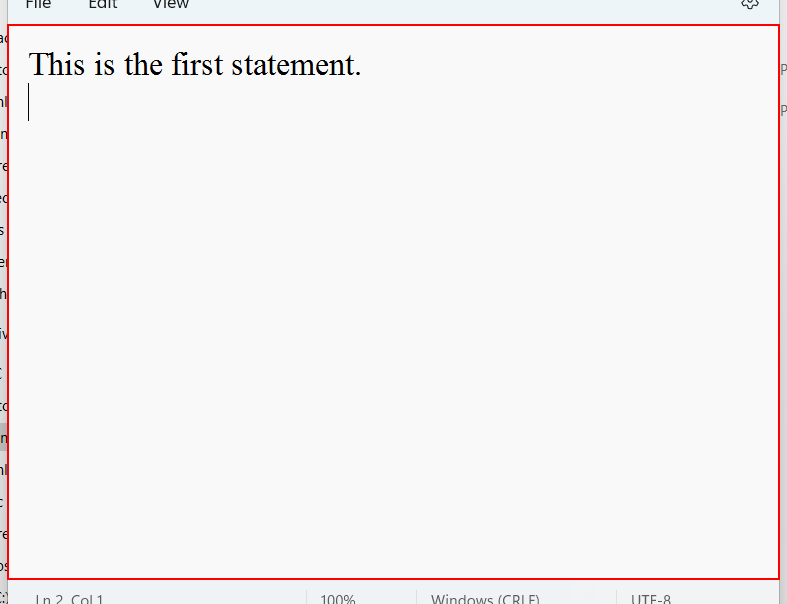 File Edit View
This is the first statement.
Ln 2, Col 1 100% Windows (CRLF) UTF-8